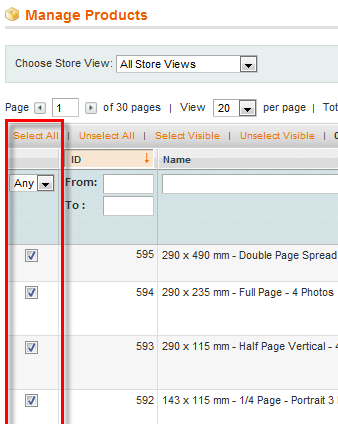 Manage Products
Choose Store View: All Store Views
Page 1 of 30 pages | View 20 per page | Tot
Select All | Unselect All | Select Visible | Unselect Visible |
ID Name
Any From:
To :
595 290 x 490 mm - Double Page Spread
594 290 x 235 mm - Full Page - 4 Photos
593 290 x 115 mm - Half Page Vertical - 4
592 143 x 115 mm - 1/4 Page - Portrait 3